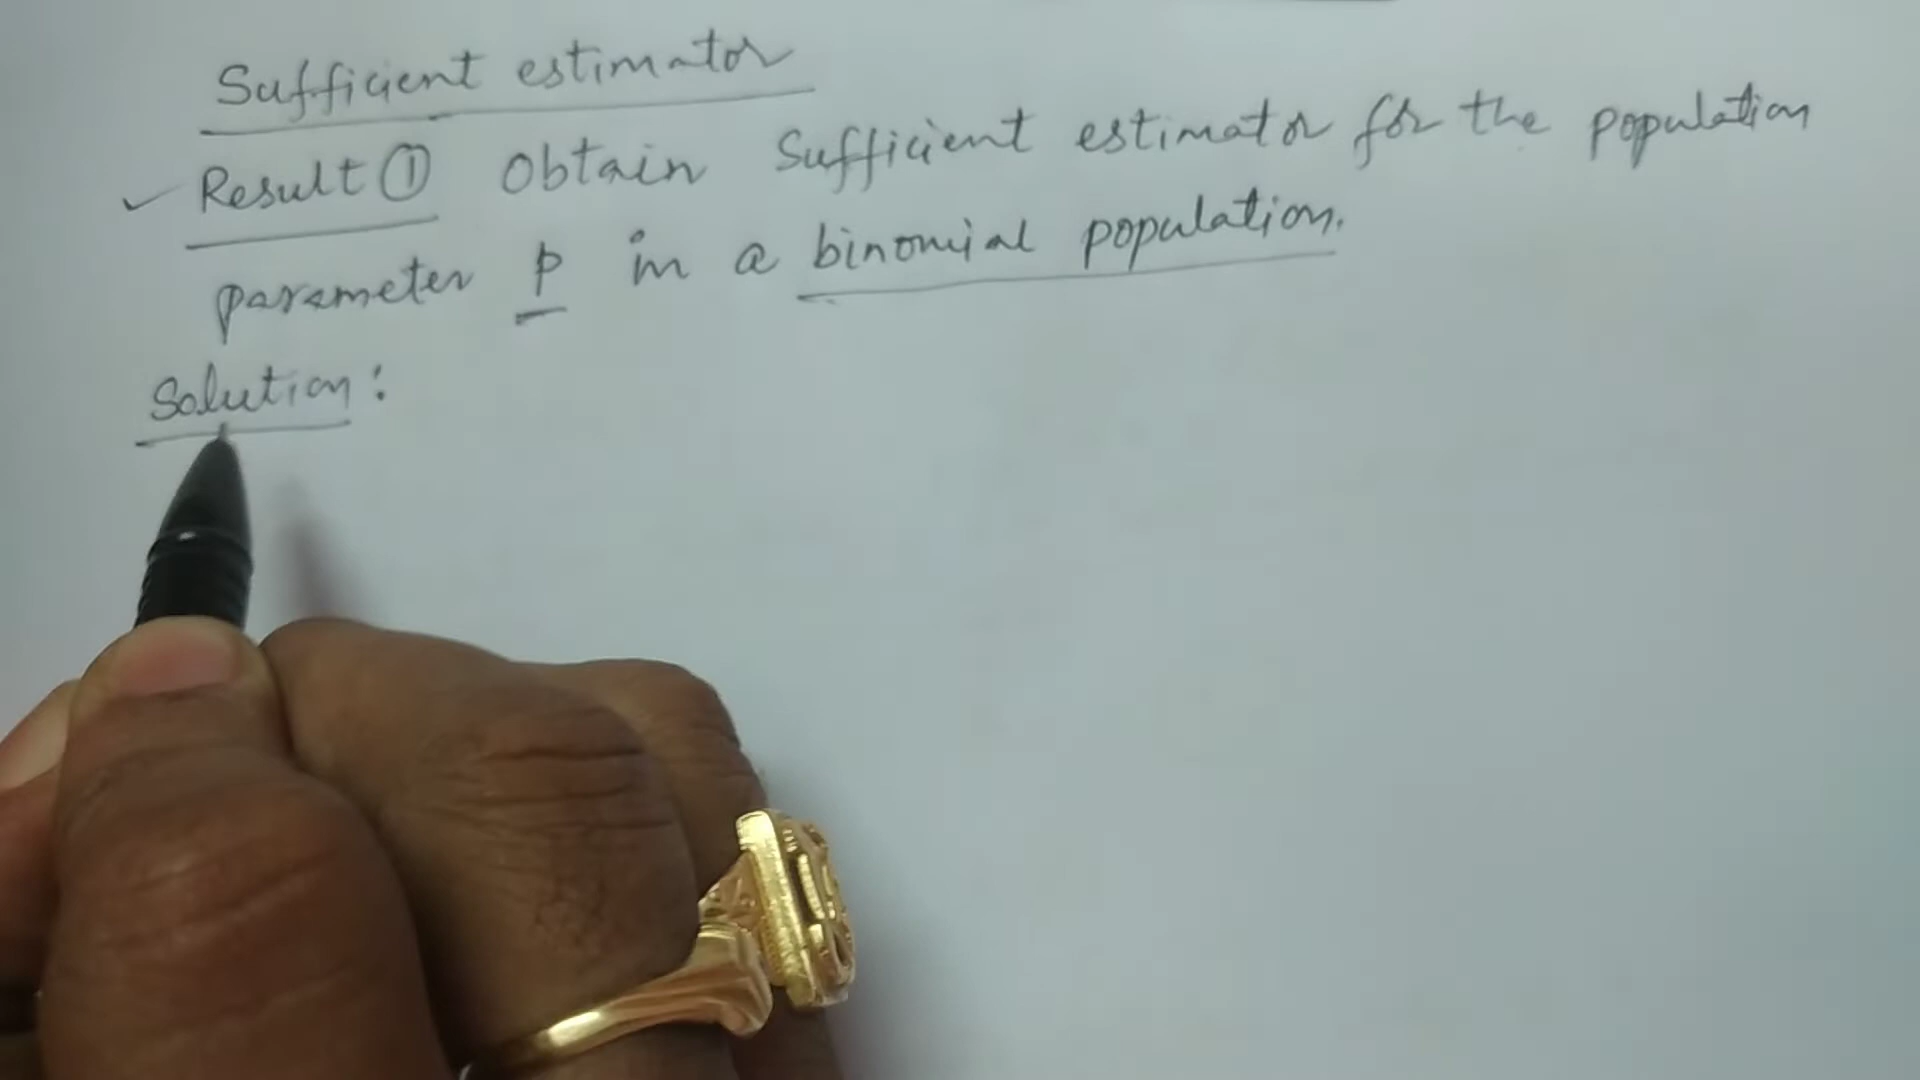 Sufficient estimator
Result ① Obtain Sufficient estimator for the population
parameter p in a binomial population.
Solution: